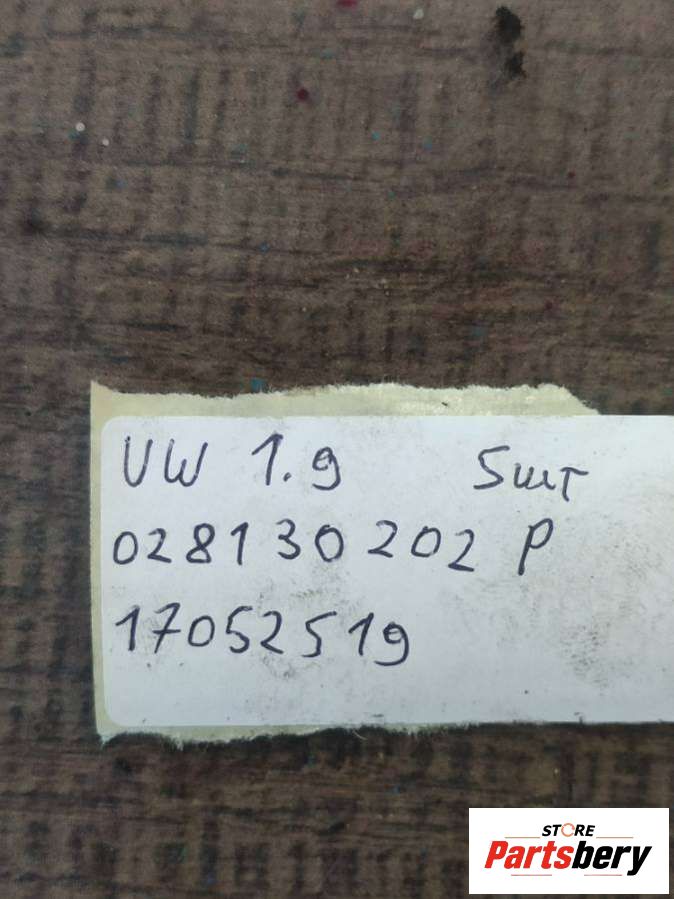 VW 1.9 5шт
028130202 P
17052519
STORE
Partsbery